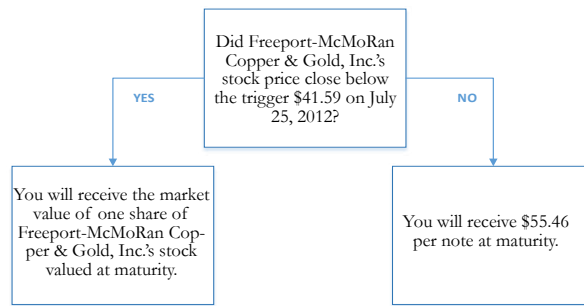 Did Freeport-McMoRan
Copper & Gold, Inc.'s
stock price close below
the trigger $41.59 on July
25, 2012?
YES
NO
You will receive the market
value of one share of
Freeport-McMoRan Cop-
per & Gold, Inc.'s stock
valued at maturity.
You will receive $55.46
per note at maturity.